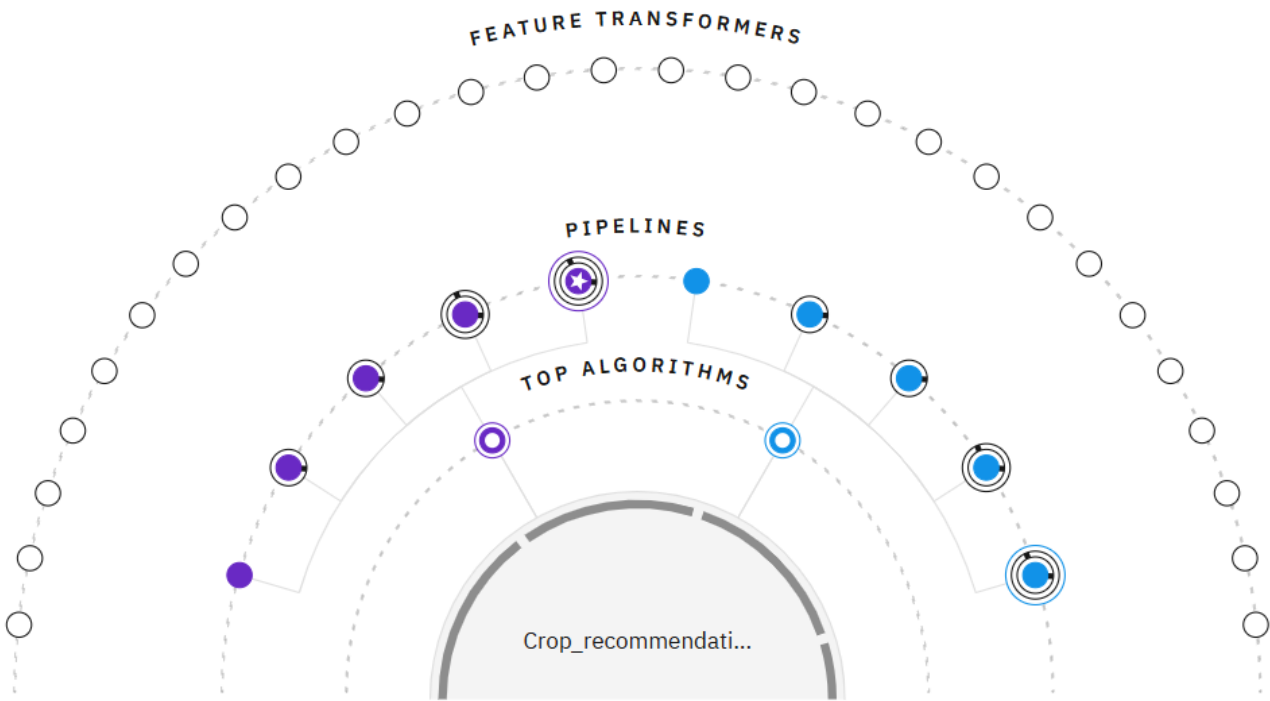 FEATURE TRANSFORMERS
PIPELINES
TOP ALGORITHMS
Crop_recommendati...